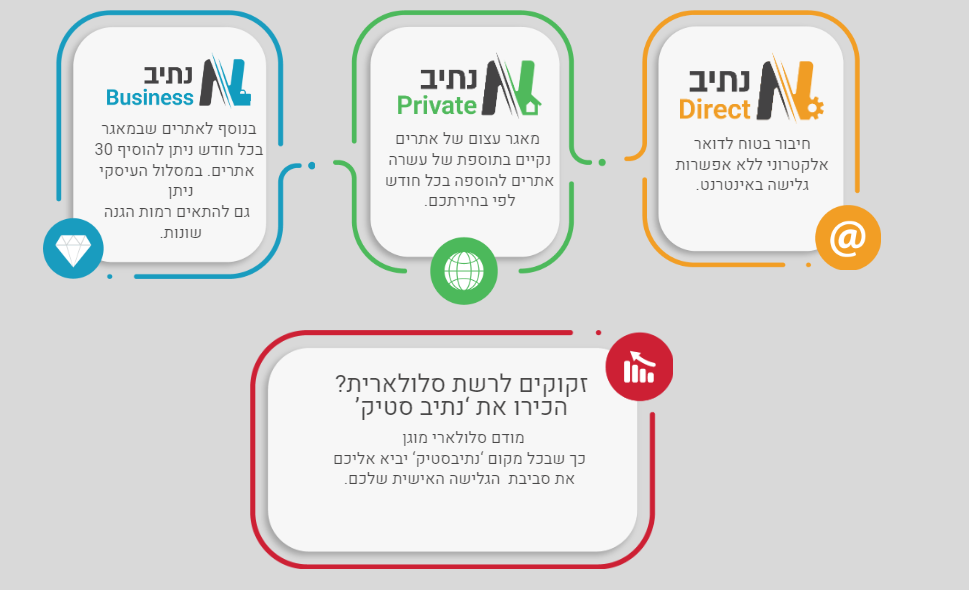 נתיב
Direct
חיבור בטוח לדואר
אלקטרוני ללא אפשרות
גלישה באינטרנט.
נתיב
Private
מאגר עצום של אתרים
נקיים בתוספת של עשרה
אתרים להוספה בכל חודש
לפי בחירתכם.
נתיב
Business
בנוסף לאתרים שבמאגר
בכל חודש ניתן להוסיף 30
אתרים. במסלול העיסקי
ניתן
גם להתאים רמות הגנה
שונות.
זקוקים לרשת סלולארית?
הכירו את ‘נתיב סטיק’
מודם סלולארי מוגן
כך שבכל מקום ‘נתיבסטיק‘ יביא אליכם
את סביבת הגלישה האישית שלכם.